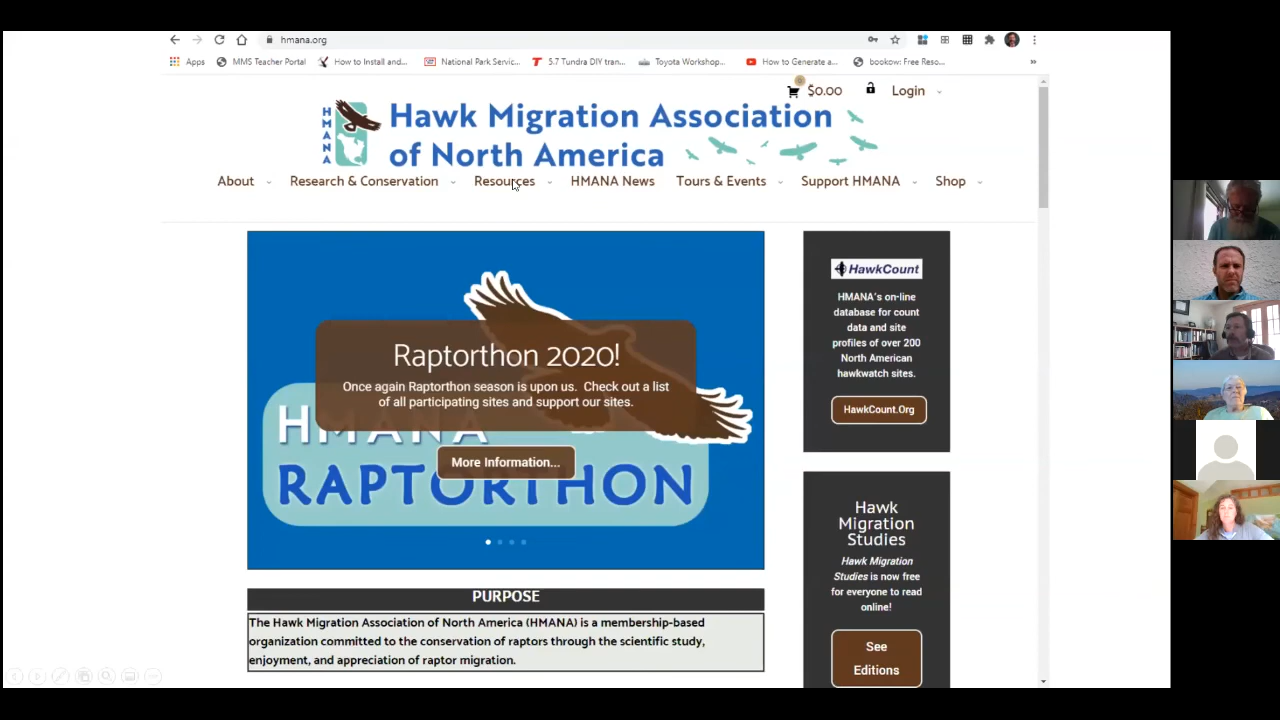 hmana.org
Apps
MMS Teacher Portal
How to Install and...
National Park Servic...
5.7 Tundra DIY tran...
Toyota Workshop...
How to Generate a...
bookow: Free Reso...
»
0
$0.00
Login
HMANA
Hawk Migration Association
of North America
About
Research & Conservation
Resources
HMANA News
Tours & Events
Support HMANA
Shop
Raptorthon 2020!
Once again Raptorthon season is upon us. Check out a list
of all participating sites and support our sites.
HMANA
More Information...
RAPTORTHON
HawkCount
HMANA's on-line
database for count
data and site
profiles of over 200
North American
hawkwatch sites.
HawkCount.Org
Hawk
Migration
Studies
Hawk Migration
Studies is now free
for everyone to read
online!
See
Editions
PURPOSE
The Hawk Migration Association of North America (HMANA) is a membership-based
organization committed to the conservation of raptors through the scientific study,
enjoyment, and appreciation of raptor migration.